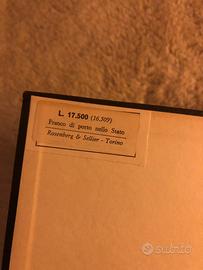 L. 17.500 (16.509)
Franco di porto nello Stato
Rosenberg & Sellier - Torino
subito